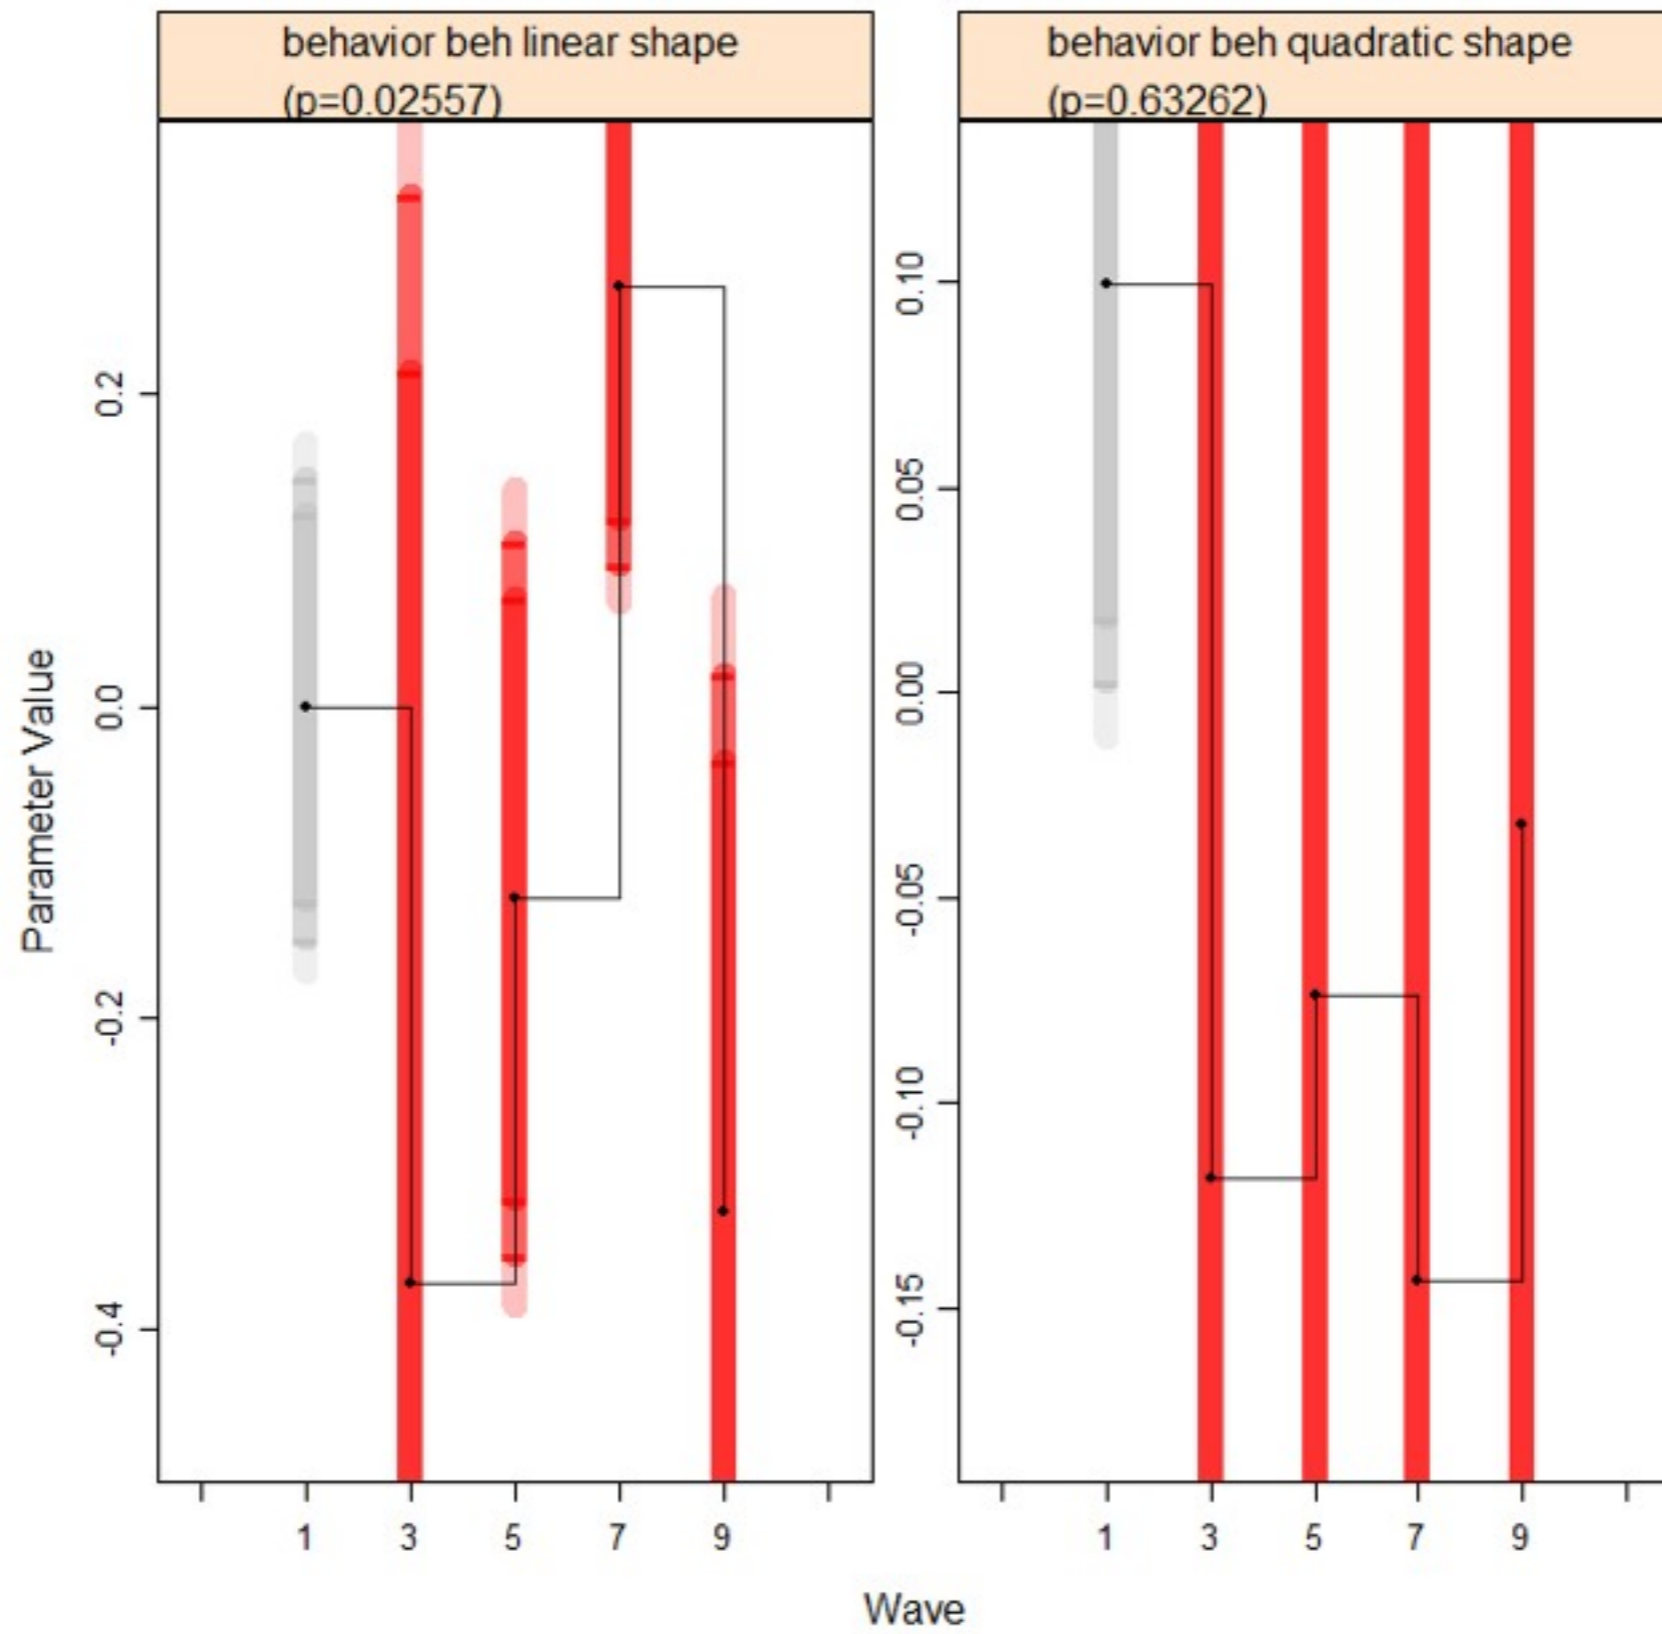 behavior beh linear shape
(p=0.02557)
behavior beh quadratic shape
(p=0.63262)
Parameter Value
0.2
0.0
-0.2
-0.4
0.10
0.05
0.00
-0.05
-0.10
-0.15
1 3 5 7 9
1 3 5 7 9
Wave